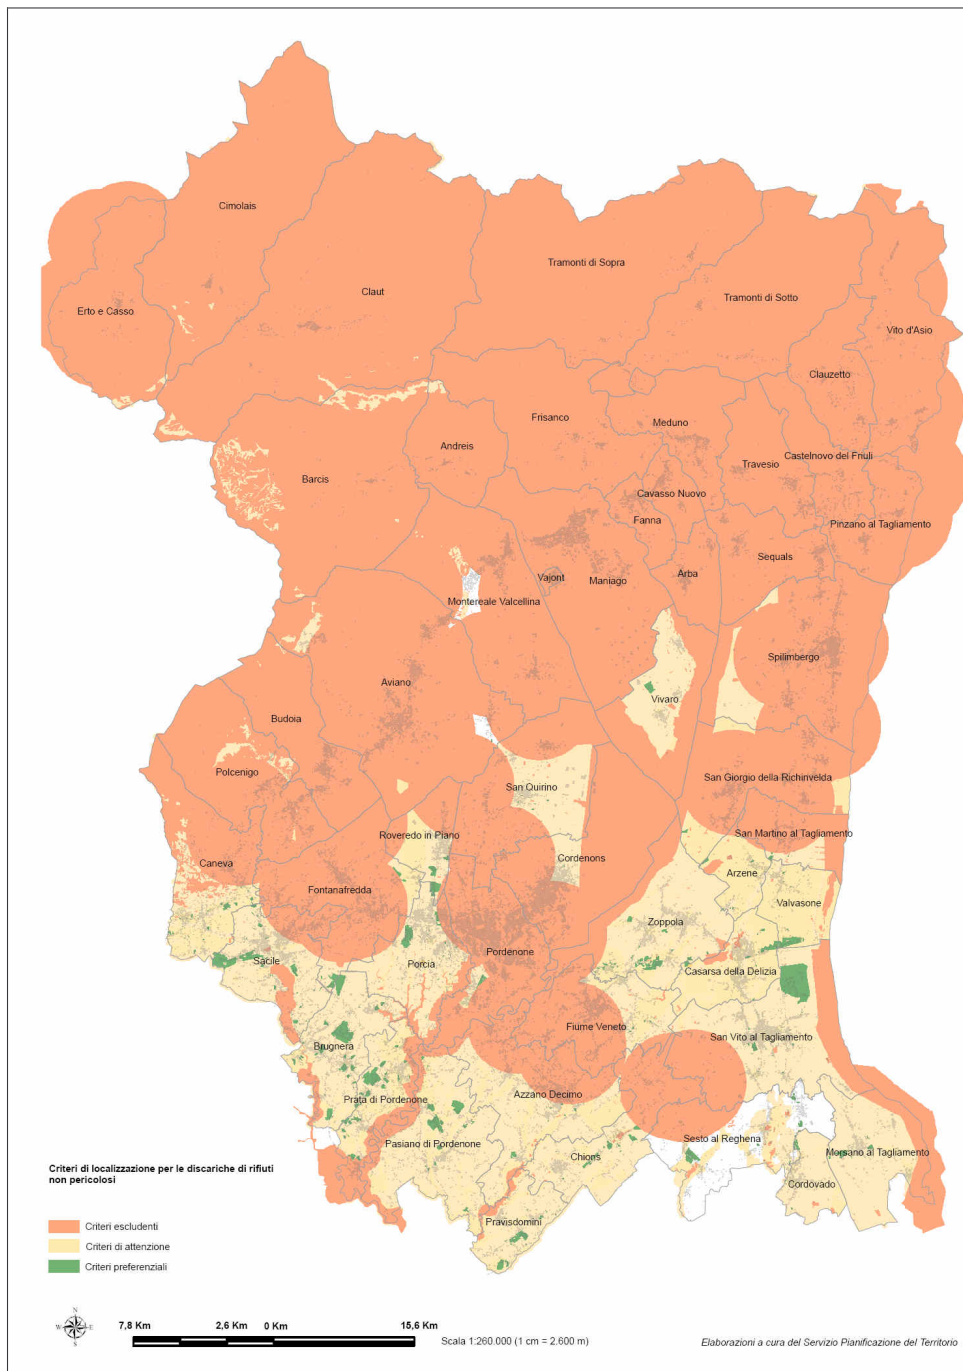 Cimolais
Tramonti di Sopra
Claut
Tramonti di Sotto
Erto e Casso
Vito d'Asio
Clauzetto
Frisanco
Meduno
Andreis
Castelnovo del Friuli
Travesio
Barcis
Cavasso Nuovo
Fanna
Pinzano al Tagliamento
Sequals
Arba
Vajont
Maniago
Montereale Valcellina
Spilimbergo
Aviano
Vivaro
Budoia
Polcenigo
San Giorgio della Richinvelda
San Quirino
Roveredo in Piano
San Martino al Tagliamento
Cordenons
Caneva
Arzene
Fontanafredda
Valvasone
Zoppola
Pordenone
Sacile
Porcia
Casarsa della Delizia
Fiume Veneto
San Vito al Tagliamento
Brugnera
Azzano Decimo
Prata di Pordenone
Sesto al Reghena
Pasiano di Pordenone
Morsano al Tagliamento
Chions
Cordovado
Pravisdomini
Criteri di localizzazione per le discariche di rifiuti
non pericolosi
Criteri escludenti
Criteri di attenzione
Criteri preferenziali
N
W E
S
7,8 Km 2,6 Km 0 Km 15,6 Km
Scala 1:260.000 (1 cm = 2.600 m)
Elaborazioni a cura del Servizio Pianificazione del Territorio